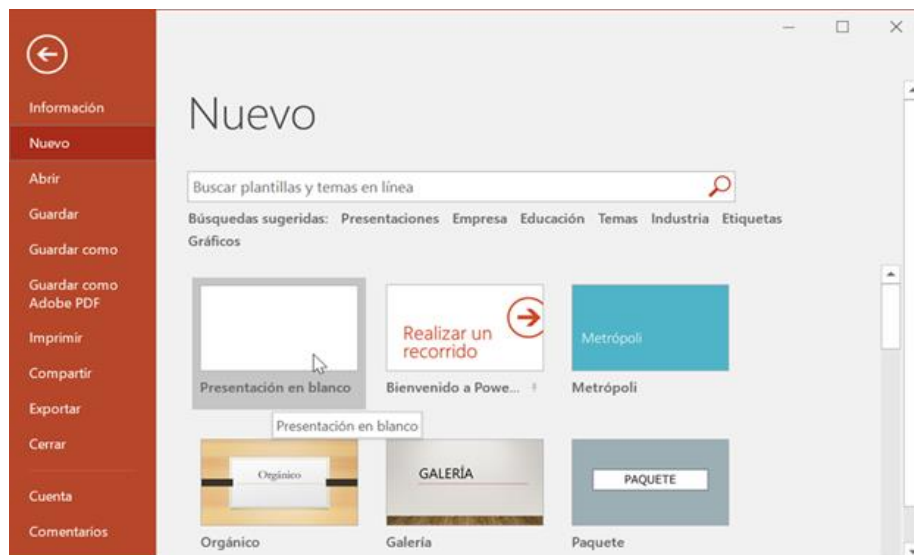 Información
Nuevo
Abrir
Guardar
Guardar como
Guardar como
Adobe PDF
Imprimir
Compartir
Exportar
Cerrar
Cuenta
Comentarios
Nuevo
Buscar plantillas y temas en línea
Búsquedas sugeridas: Presentaciones Empresa Educación Temas Industria Etiquetas
Gráficos
Realizar un
recorrido
Metrópoli
Presentación en blanco
Bienvenido a Powe...
Metrópoli
Presentación en blanco
Orgánico
GALERÍA
PAQUETE
Orgánico
Galería
Paquete